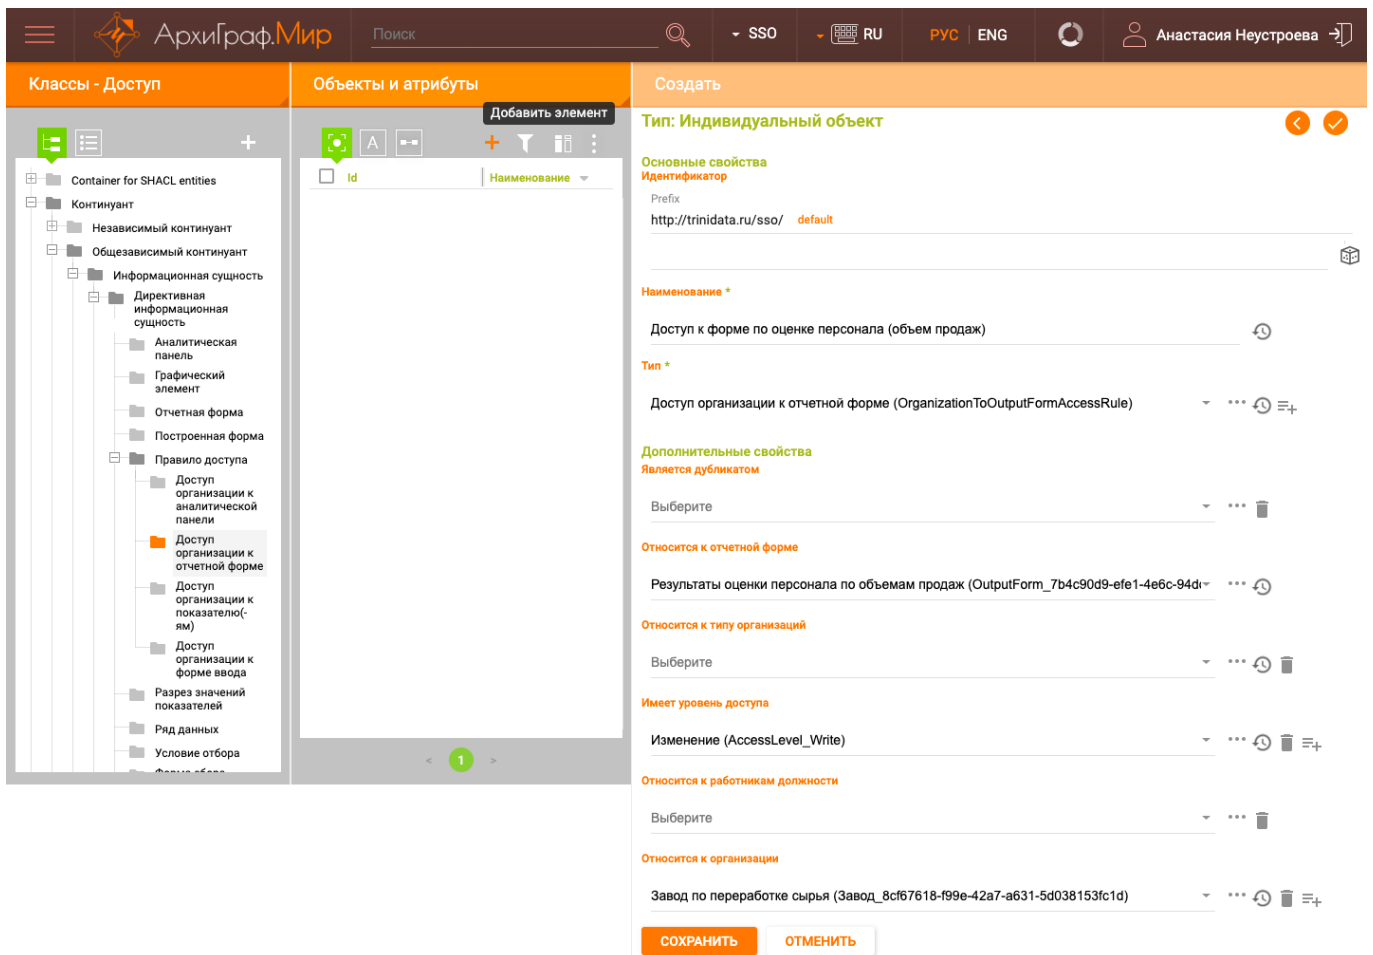 АрхиГраф.Мир
Поиск
SSO
RU
РУС
ENG
Анастасия Неустроева
Классы - Доступ
Объекты и атрибуты
Создать
Добавить элемент
A
Container for SHACL entities
Континуант
Независимый континуант
Общезависимый континуант
Информационная сущность
Директивная
информационная
сущность
Аналитическая
панель
Графический
элемент
Отчетная форма
Построенная форма
Правило доступа
Доступ
организации к
аналитической
панели
Доступ
организации к
отчетной форме
Доступ
организации к
показателю(-
ям)
Доступ
организации к
форме ввода
Разрез значений
показателей
Ряд данных
Условие отбора
Id
Наименование
< 1 >
Тип: Индивидуальный объект
Основные свойства
Идентификатор
Prefix
http://trinidata.ru/sso/ default
Наименование *
Доступ к форме по оценке персонала (объем продаж)
Тип *
Доступ организации к отчетной форме (OrganizationToOutputFormAccessRule)
Дополнительные свойства
Является дубликатом
Выберите
Относится к отчетной форме
Результаты оценки персонала по объемам продаж (OutputForm_7b4c90d9-efe1-4e6c-94d
Относится к типу организаций
Выберите
Имеет уровень доступа
Изменение (AccessLevel_Write)
Относится к работникам должности
Выберите
Относится к организации
Завод по переработке сырья (Завод_8cf67618-f99e-42a7-a631-5d038153fc1d)
СОХРАНИТЬ
ОТМЕНИТЬ